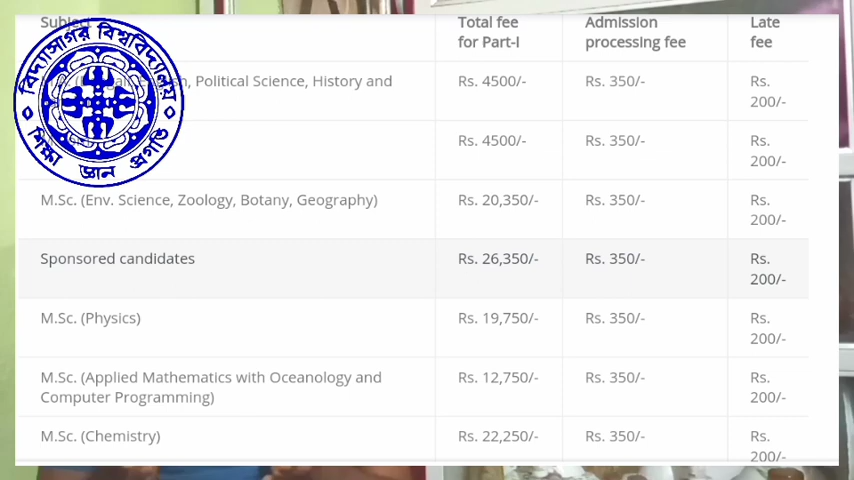 Subject
Total fee for Part-I
Admission processing fee
Late fee
Political Science, History and
Rs. 4500/-
Rs. 350/-
Rs. 200/-
Rs. 4500/-
Rs. 350/-
Rs. 200/-
M.Sc. (Env. Science, Zoology, Botany, Geography)
Rs. 20,350/-
Rs. 350/-
Rs. 200/-
Sponsored candidates
Rs. 26,350/-
Rs. 350/-
Rs. 200/-
M.Sc. (Physics)
Rs. 19,750/-
Rs. 350/-
Rs. 200/-
M.Sc. (Applied Mathematics with Oceanology and
Computer Programming)
Rs. 12,750/-
Rs. 350/-
Rs. 200/-
M.Sc. (Chemistry)
Rs. 22,250/-
Rs. 350/-
Rs. 200/-
বিদ্যাসাগর বিশ্ববিদ্যালয়
শিক্ষা জ্ঞান প্রগতি